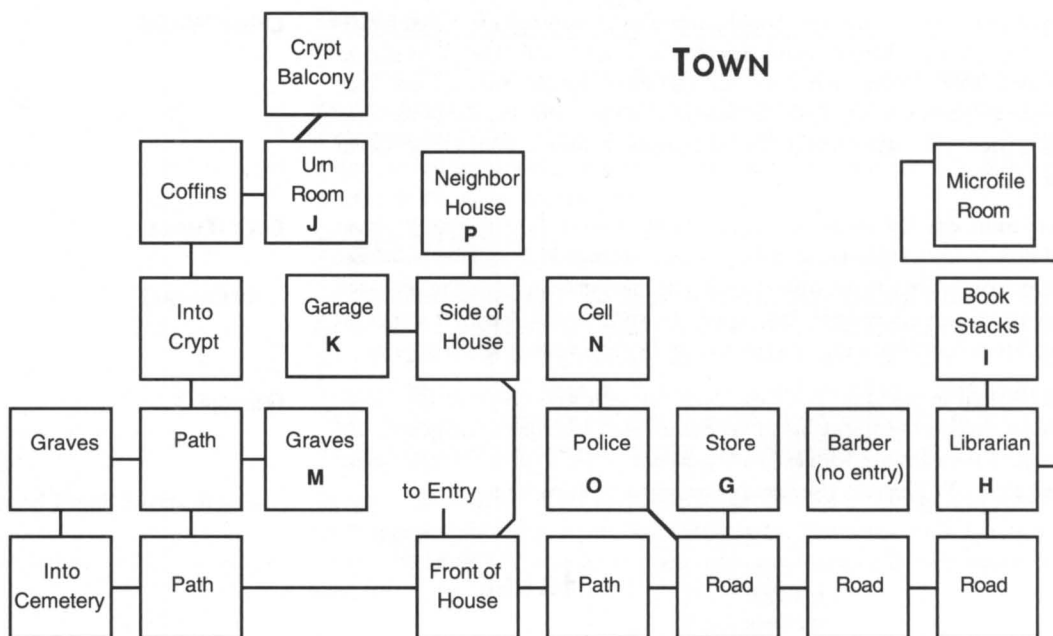 TOWN
Crypt
Balcony
Coffins
Urn
Room
J
Neighbor
House
P
Microfile
Room
Into
Crypt
Garage
K
Side of
House
Cell
N
Book
Stacks
I
Graves
Path
Graves
M
to Entry
Police
O
Store
G
Barber
(no entry)
Librarian
H
Into
Cemetery
Path
Front of
House
Path
Road
Road
Road